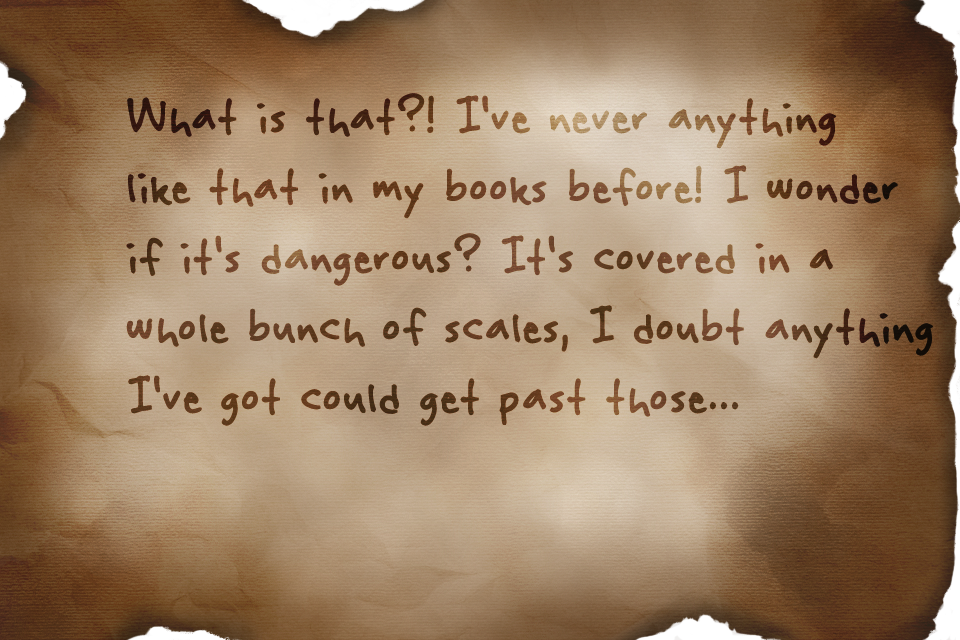 What is that?! I've never anything
like that in my books before! I wonder
if it's dangerous? It's covered in a
whole bunch of scales, I doubt anything
I've got could get past those...